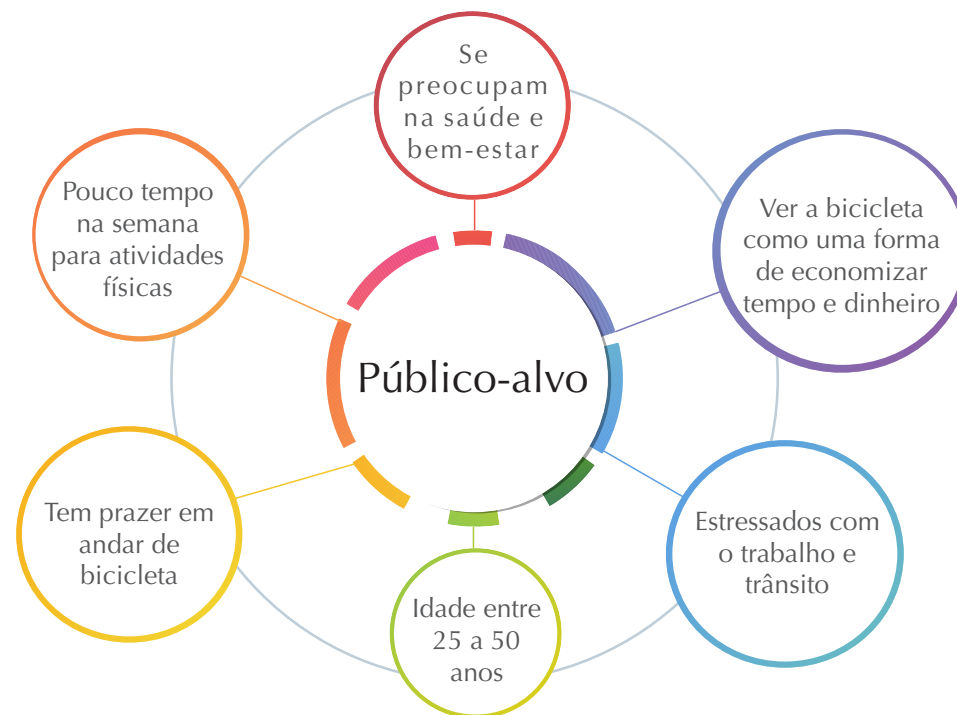 Se
preocupam
na saúde e
bem-estar
Pouco tempo
na semana
para atividades
físicas
Ver a bicicleta
como uma forma
de economizar
tempo e dinheiro
Público-alvo
Tem prazer em
andar de
bicicleta
Estressados com
o trabalho e
trânsito
Idade entre
25 a 50
anos